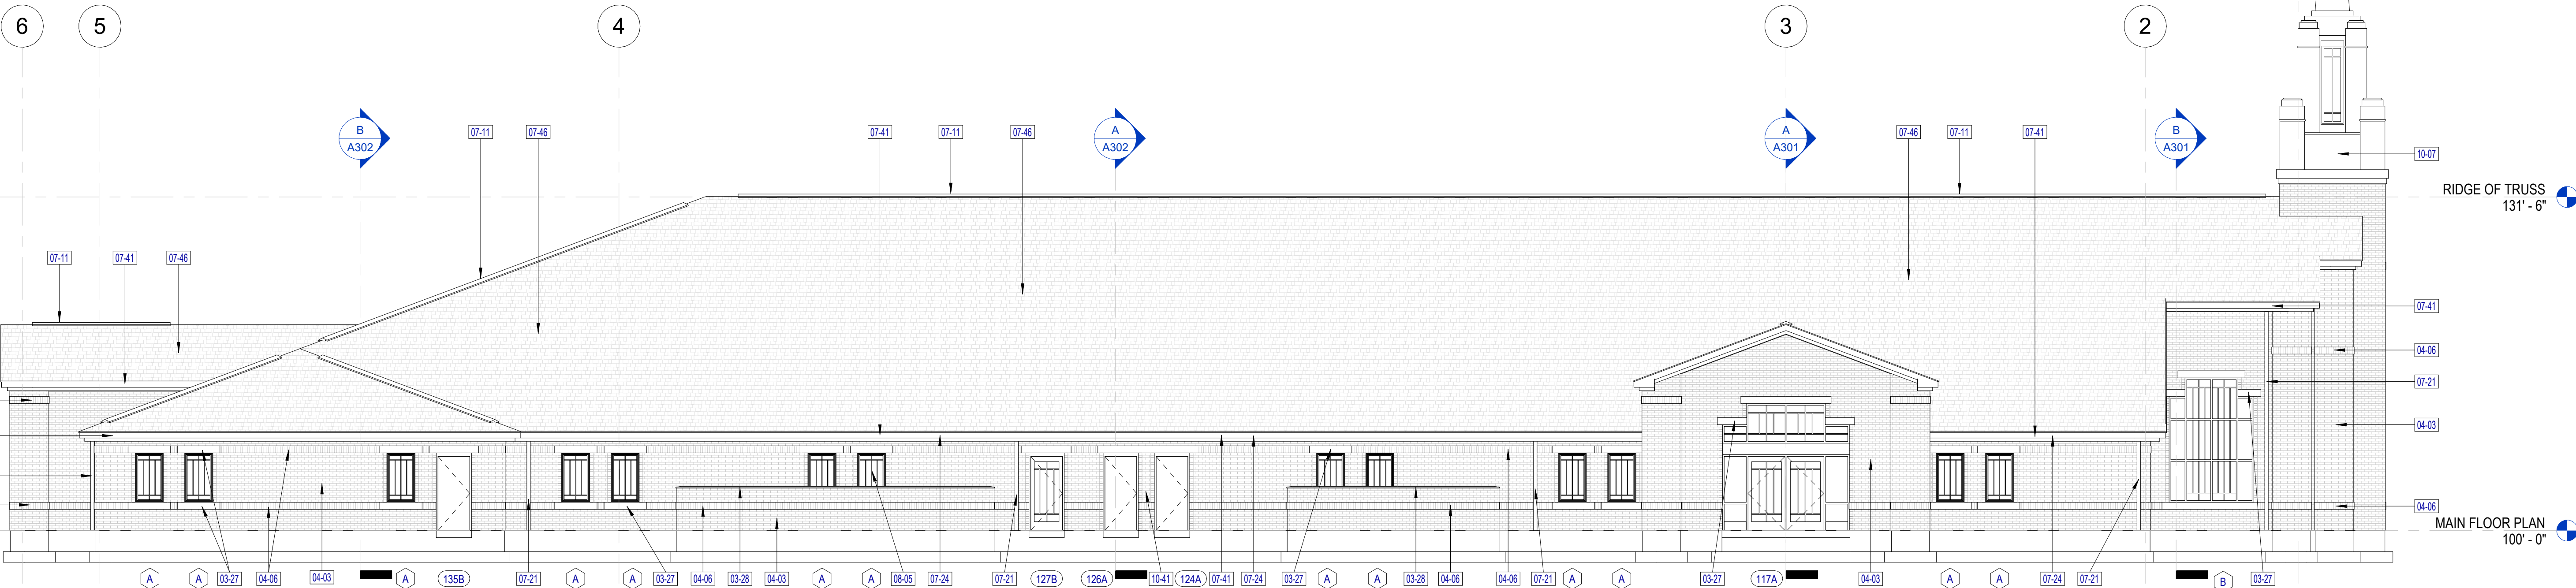 6
5
4
3
2
B
A302
07-11
07-46
07-41
07-11
07-46
A
A302
A
A301
07-46
07-11
07-41
B
A301
10-07
RIDGE OF TRUSS
131' - 6"
07-11
07-41
07-46
07-41
04-06
07-21
04-03
04-06
MAIN FLOOR PLAN
100' - 0"
A
A
03-27
04-06
04-03
A
135B
07-21
A
A
03-27
04-06
03-28
04-03
A
A
08-05
07-24
07-21
127B
126A
10-41
124A
07-41
07-24
03-27
A
A
03-28
04-06
04-06
07-21
A
A
03-27
117A
04-03
A
A
07-24
07-21
B
03-27